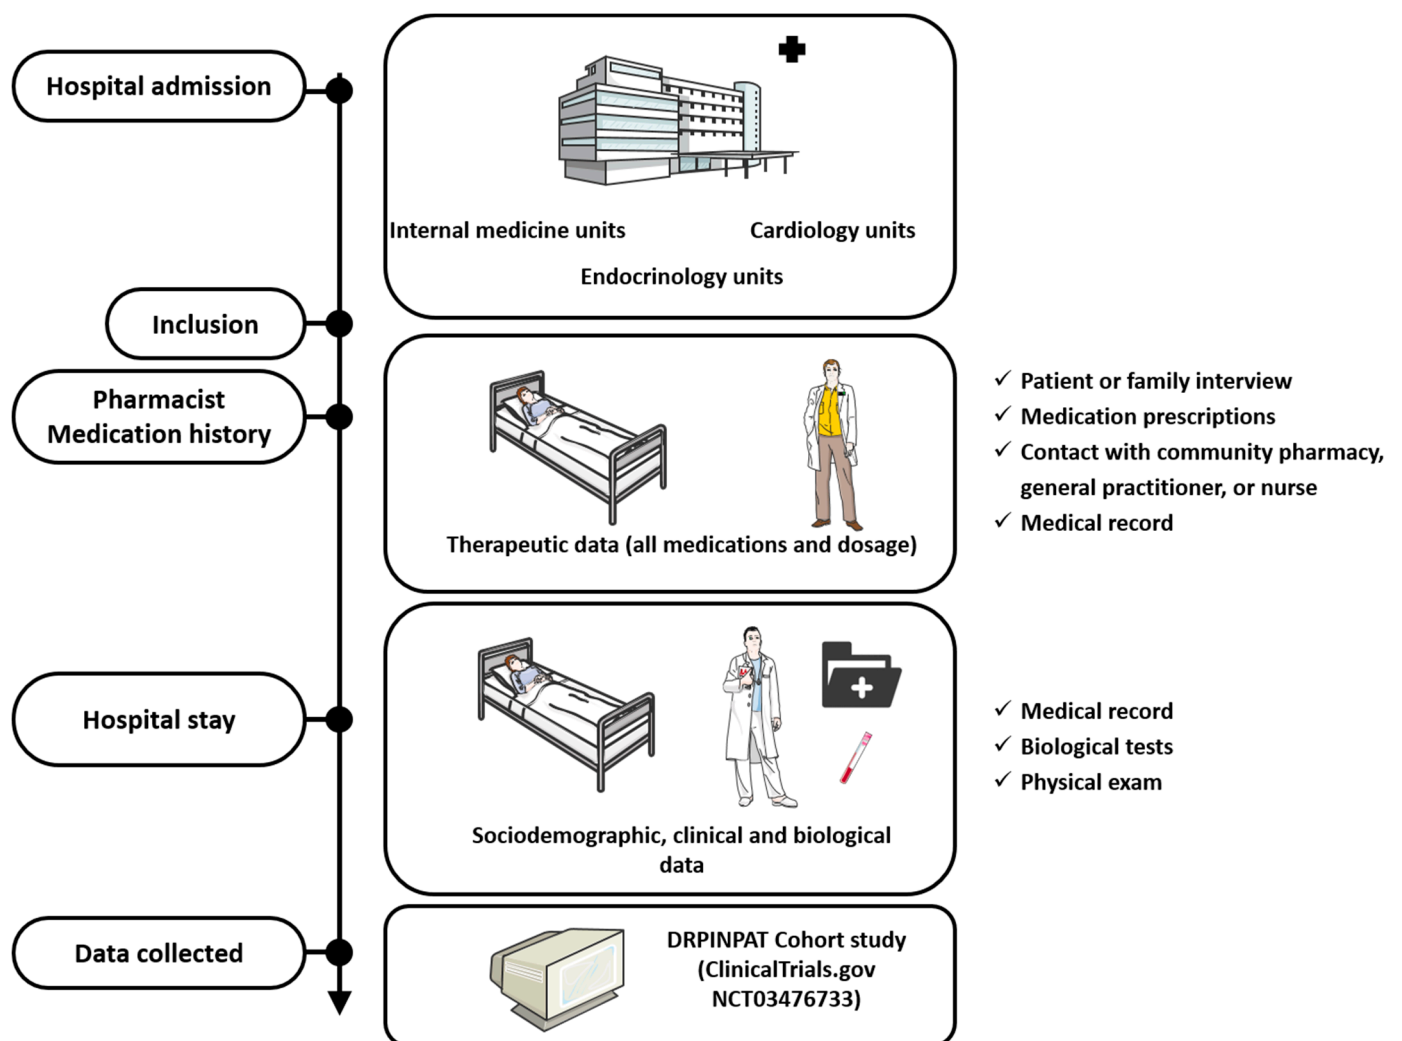 Hospital admission
Internal medicine units
Cardiology units
Endocrinology units
Inclusion
Pharmacist
Medication history
Therapeutic data (all medications and dosage)
✓ Patient or family interview
✓ Medication prescriptions
✓ Contact with community pharmacy,
general practitioner, or nurse
✓ Medical record
Hospital stay
Sociodemographic, clinical and biological
data
✓ Medical record
✓ Biological tests
✓ Physical exam
Data collected
DRPINPAT Cohort study
(ClinicalTrials.gov
NCT03476733)